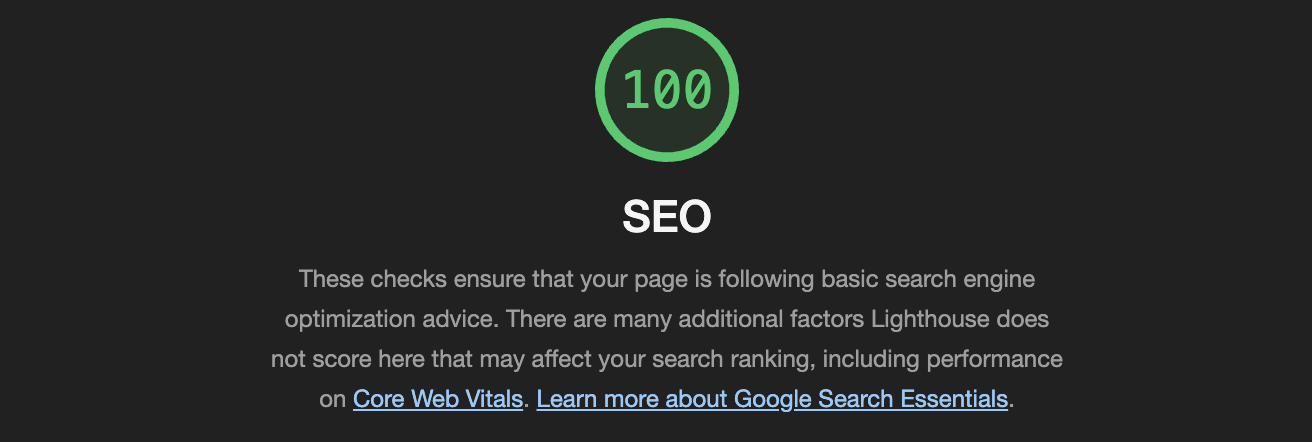 100
SEO
These checks ensure that your page is following basic search engine
optimization advice. There are many additional factors Lighthouse does
not score here that may affect your search ranking, including performance
on Core Web Vitals. Learn more about Google Search Essentials.